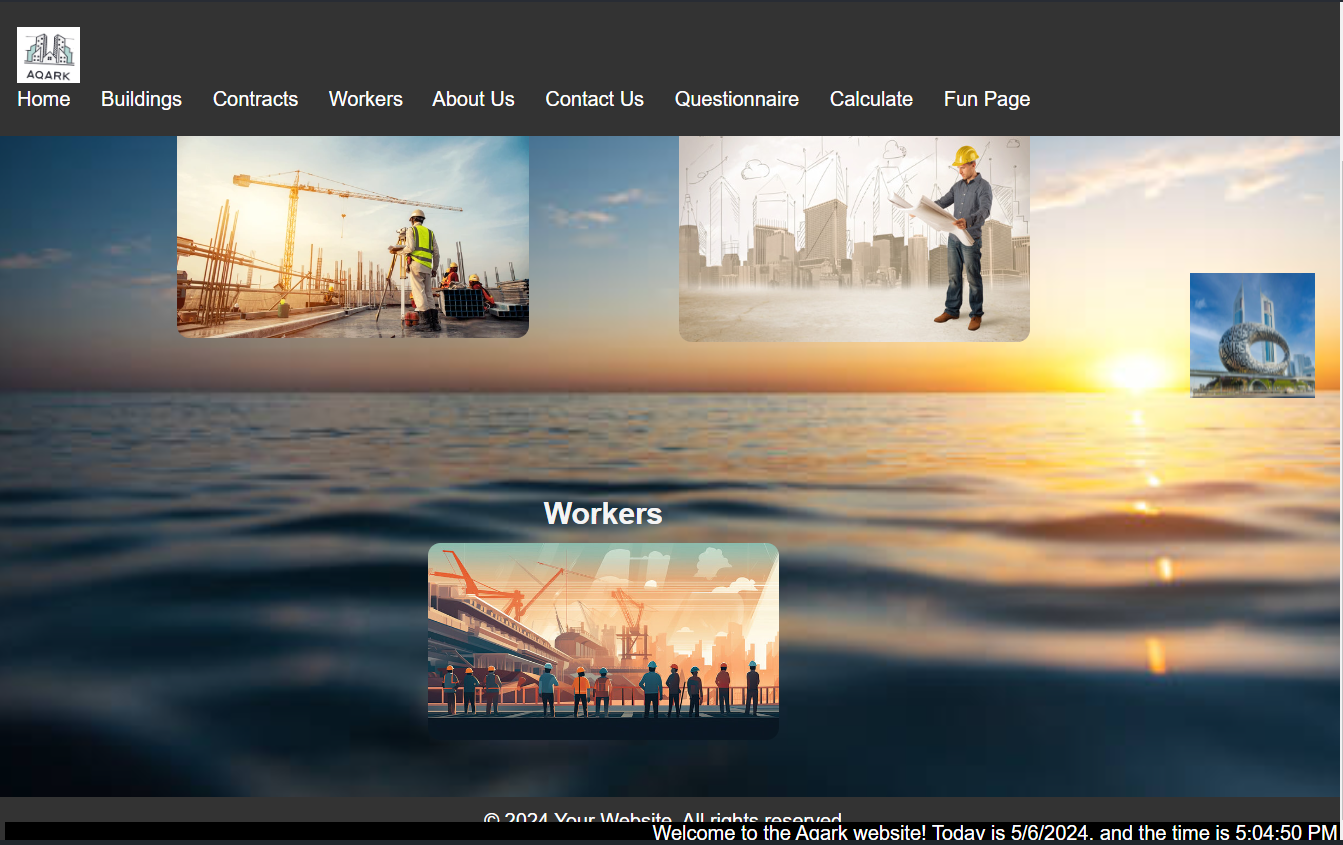 AQARK
Home Buildings Contracts Workers About Us Contact Us Questionnaire Calculate Fun Page
Workers
© 2024 Your Website. All rights reserved.
Welcome to the Aqark website! Today is 5/6/2024, and the time is 5:04:50 PM